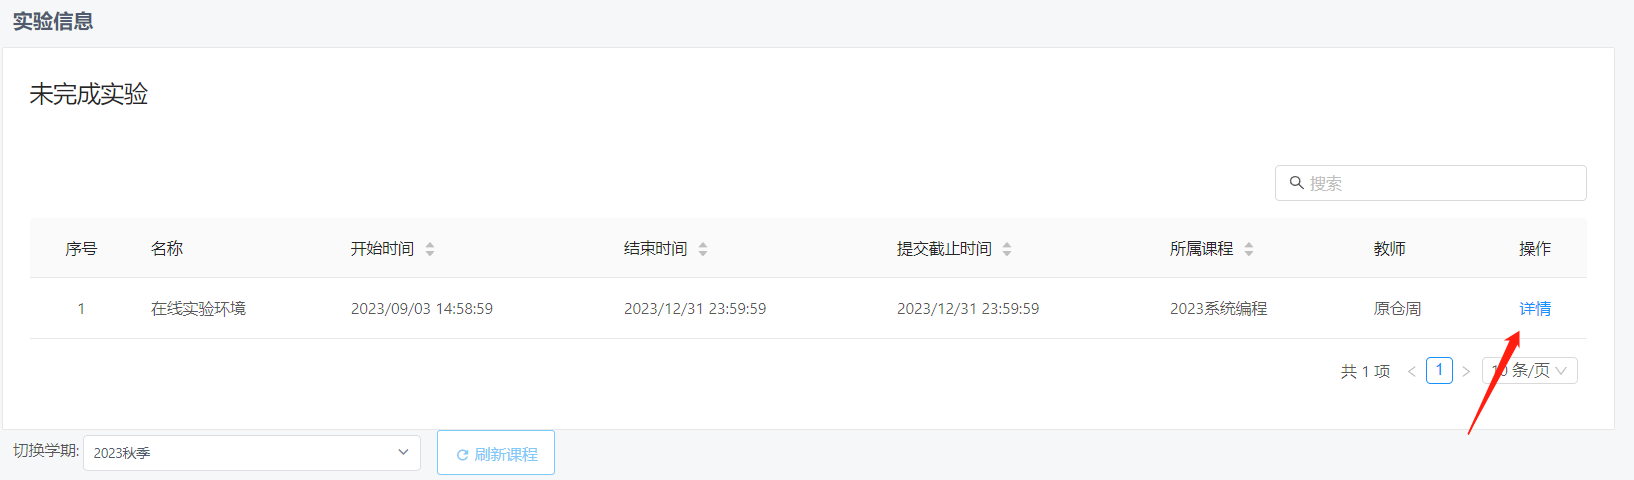 实验信息
未完成实验
搜索
序号 名称 开始时间 结束时间 提交截止时间 所属课程 教师 操作
1 在线实验环境 2023/09/03 14:58:59 2023/12/31 23:59:59 2023/12/31 23:59:59 2023系统编程 原仓周 详情
共 1 项 < 1 > 10 条/页
切换学期: 2023秋季 刷新课程